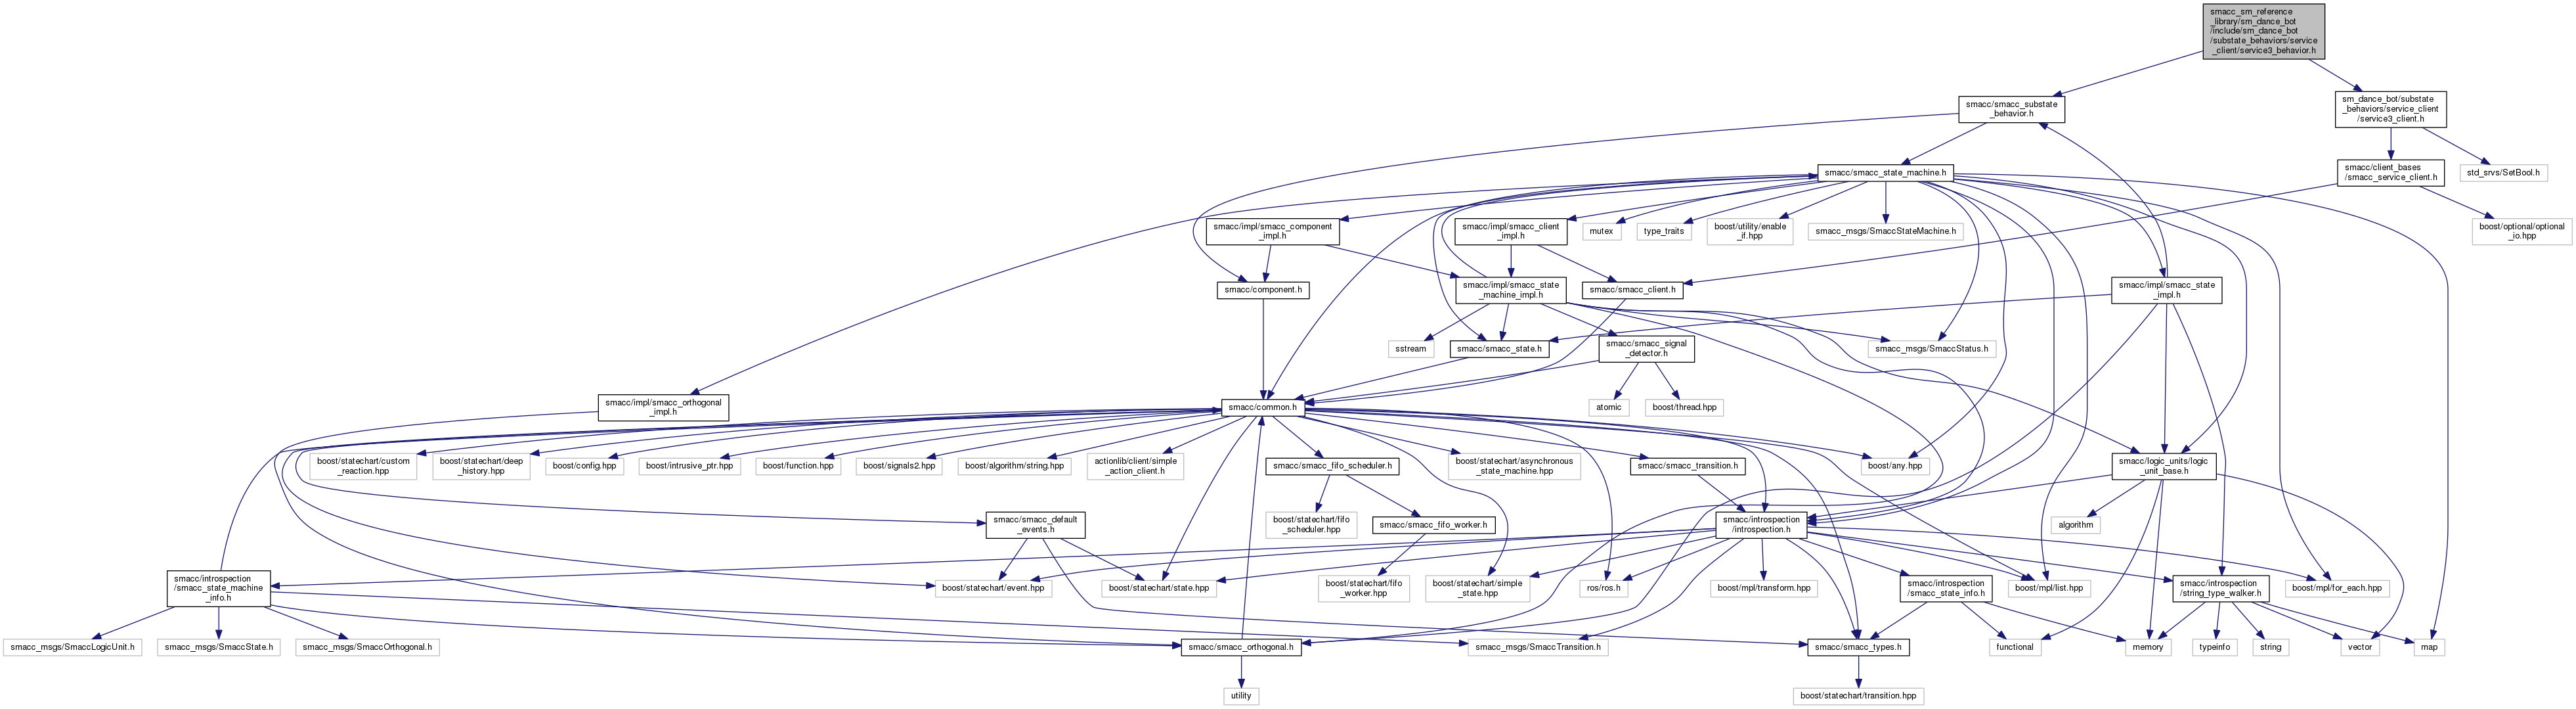 smacc_sm_reference
_library/sm_dance_bot
/include/sm_dance_bot
/substate_behaviors/service
_client/service3_behavior.h
smacc/smacc_substate
_behavior.h
sm_dance_bot/substate
_behaviors/service_client
/service3_client.h
smacc/smacc_state_machine.h
smacc/client_bases
/smacc_service_client.h
std_srvs/SetBool.h
smacc/impl/smacc_component
_impl.h
smacc/impl/smacc_client
_impl.h
mutex
type_traits
boost/utility/enable
_if.hpp
smacc_msgs/SmaccStateMachine.h
boost/optional/optional
_io.hpp
smacc/component.h
smacc/impl/smacc_state
_machine_impl.h
smacc/smacc_client.h
smacc/impl/smacc_state
_impl.h
sstream
smacc/smacc_state.h
smacc/smacc_signal
_detector.h
smacc_msgs/SmaccStatus.h
smacc/impl/smacc_orthogonal
_impl.h
smacc/common.h
atomic
boost/thread.hpp
boost/statechart/custom
_reaction.hpp
boost/statechart/deep
_history.hpp
boost/config.hpp
boost/intrusive_ptr.hpp
boost/function.hpp
boost/signals2.hpp
boost/algorithm/string.hpp
actionlib/client/simple
_action_client.h
smacc/smacc_fifo_scheduler.h
boost/statechart/asynchronous
_state_machine.hpp
smacc/smacc_transition.h
boost/any.hpp
smacc/logic_units/logic
_unit_base.h
smacc/smacc_default
_events.h
boost/statechart/fifo
_scheduler.hpp
smacc/smacc_fifo_worker.h
smacc/introspection
/introspection.h
algorithm
smacc/introspection
/smacc_state_machine
_info.h
boost/statechart/event.hpp
boost/statechart/state.hpp
boost/statechart/fifo
_worker.hpp
boost/statechart/simple
_state.hpp
ros/ros.h
boost/mpl/transform.hpp
smacc/introspection
/smacc_state_info.h
boost/mpl/list.hpp
smacc/introspection
/string_type_walker.h
boost/mpl/for_each.hpp
smacc_msgs/SmaccLogicUnit.h
smacc_msgs/SmaccState.h
smacc_msgs/SmaccOrthogonal.h
smacc/smacc_orthogonal.h
smacc_msgs/SmaccTransition.h
smacc/smacc_types.h
functional
memory
typeinfo
string
vector
map
utility
boost/statechart/transition.hpp